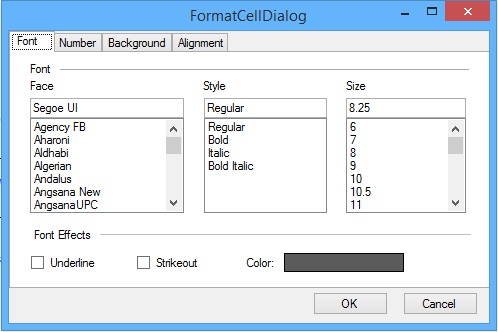 FormatCellDialog
Font Number Background Alignment
Font
Face Style Size
Segoe UI Regular 8.25
Agency FB Regular 6
Aharoni Bold 7
Aldhabi Italic 8
Algerian Bold Italic 9
Andalus 10
Angsana New 10.5
AngsanaUPC 11
Font Effects
Underline Strikeout Color:
OK Cancel